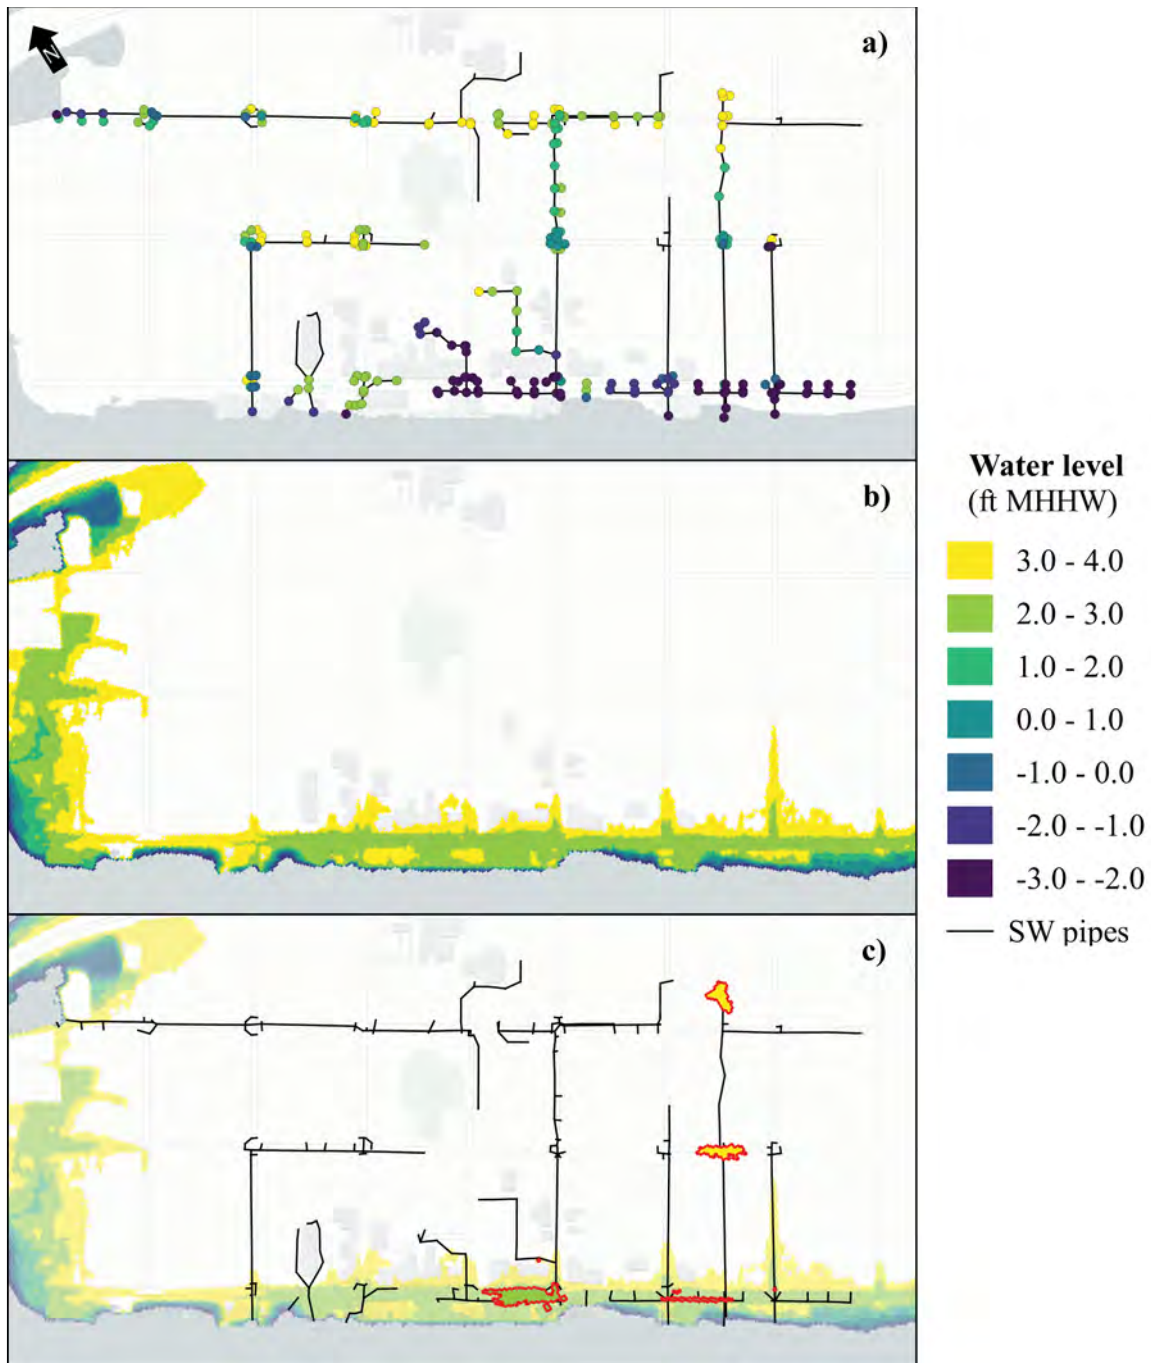 N
a)
b)
c)
Water level
(ft MHHW)
3.0 - 4.0
2.0 - 3.0
1.0 - 2.0
0.0 - 1.0
-1.0 - 0.0
-2.0 - -1.0
-3.0 - -2.0
SW pipes